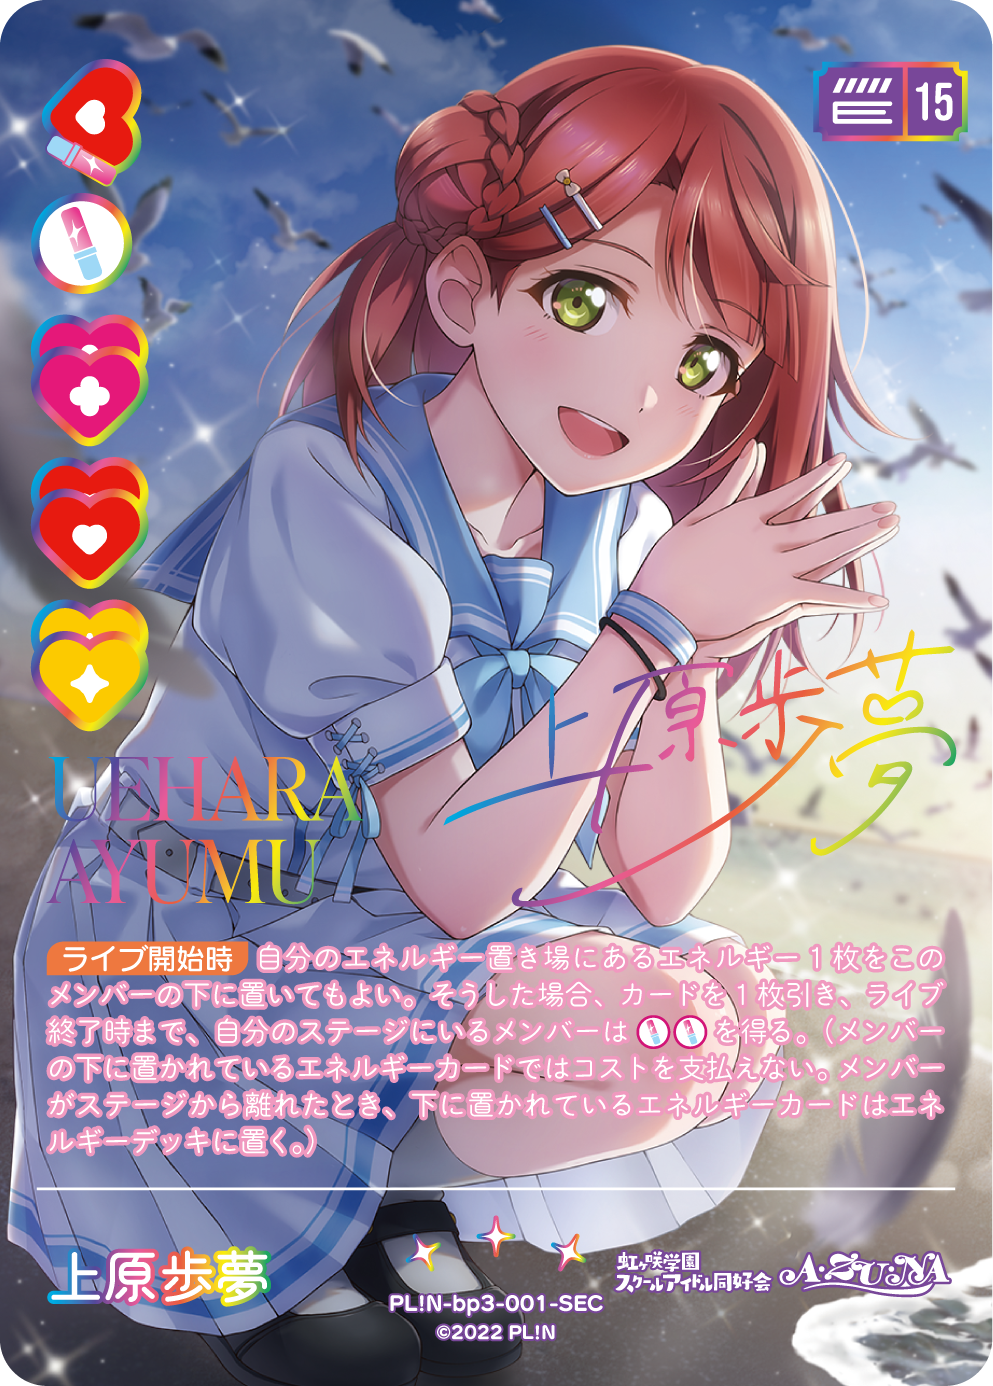 E 15
上原歩夢
UEHARA
AYUMU
ライブ開始時 自分のエネルギー置き場にあるエネルギー1枚をこの
メンバーの下に置いてもよい。そうした場合、カードを1枚引き、ライブ
終了時まで、自分のステージにいるメンバーは を得る。(メンバー
の下に置かれているエネルギーカードではコストを支払えない。メンバー
がステージから離れたとき、下に置かれているエネルギーカードはエネ
ルギーデッキに置く。)
上原歩夢
虹ヶ咲学園
スクールアイドル同好会
A・ZU・NA
PL!N-bp3-001-SEC
©2022 PL!N